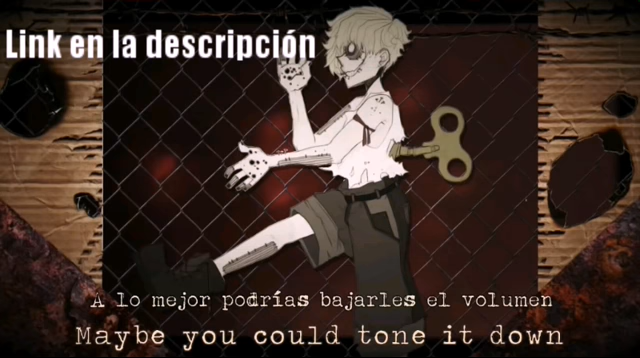 Link en la descripción
A lo mejor podrías bajarles el volumen
Maybe you could tone it down